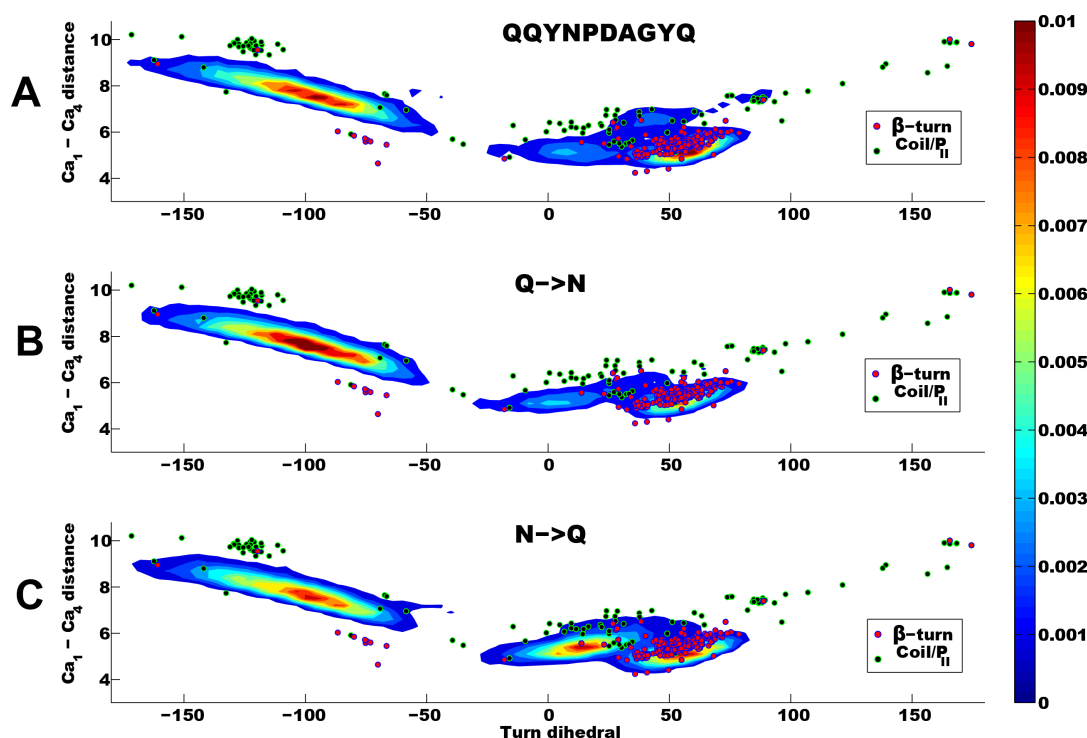 QQYNPDAGYQ
A
Ca1 – Ca4 distance
10
8
6
4
−150
−100
−50
0
50
100
150
β−turn
Coil/PII
Q−>N
B
Ca1 – Ca4 distance
10
8
6
4
−150
−100
−50
0
50
100
150
β−turn
Coil/PII
N−>Q
C
Ca1 – Ca4 distance
10
8
6
4
−150
−100
−50
0
50
100
150
Turn dihedral
β−turn
Coil/PII
0.01
0.009
0.008
0.007
0.006
0.005
0.004
0.003
0.002
0.001
0